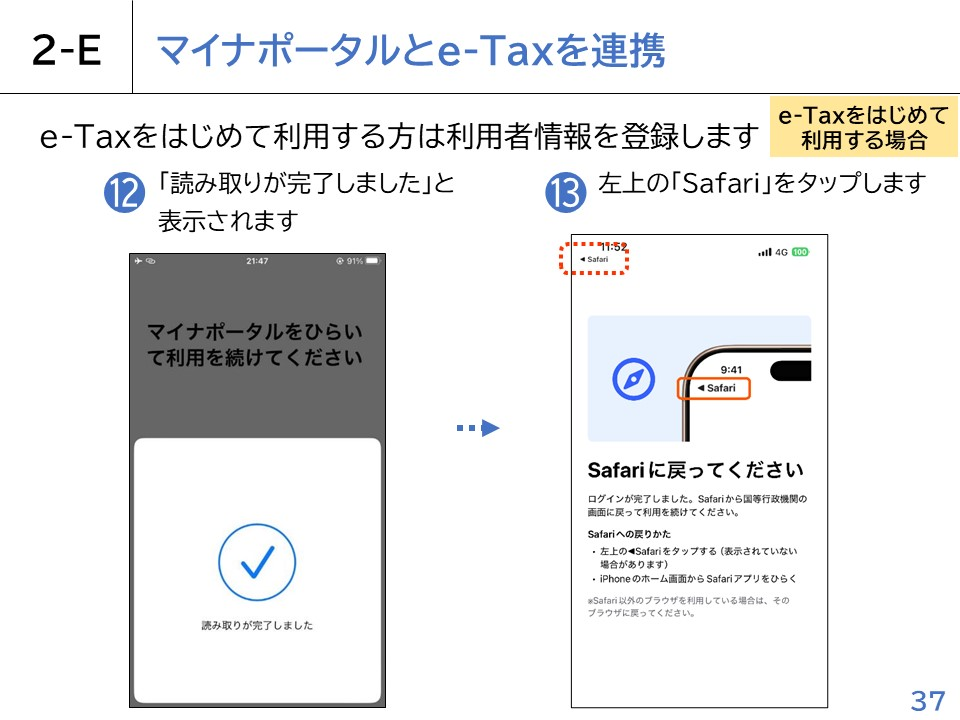 2-E
マイナポータルとe-Taxを連携
e-Taxをはじめて利用する方は利用者情報を登録します
e-Taxをはじめて
利用する場合
⑫
「読み取りが完了しました」と
表示されます
21:47
91%
マイナポータルをひらい
て利用を続けてください
読み取りが完了しました
⑬
左上の「Safari」をタップします
11:52
4G 100
◀ Safari
9:41
◀ Safari
Safariに戻ってください
ログインが完了しました。Safariから国等行政機関の
画面に戻って利用を続けてください。
Safariへの戻りかた
・ 左上の◀Safariをタップする（表示されていない
場合があります）
・ iPhoneのホーム画面からSafariアプリをひらく
※Safari以外のブラウザを利用している場合は、その
ブラウザに戻ってください。
37